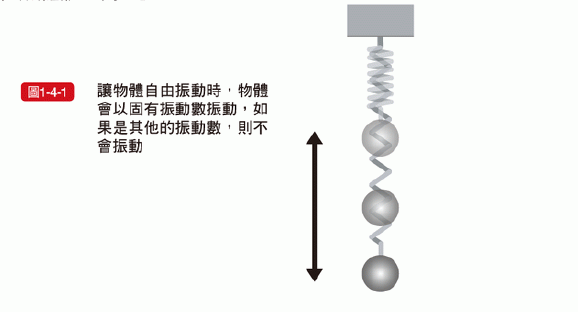 圖1-4-1
讓物體自由振動時，物體
會以固有振動數振動，如
果是其他的振動數，則不
會振動